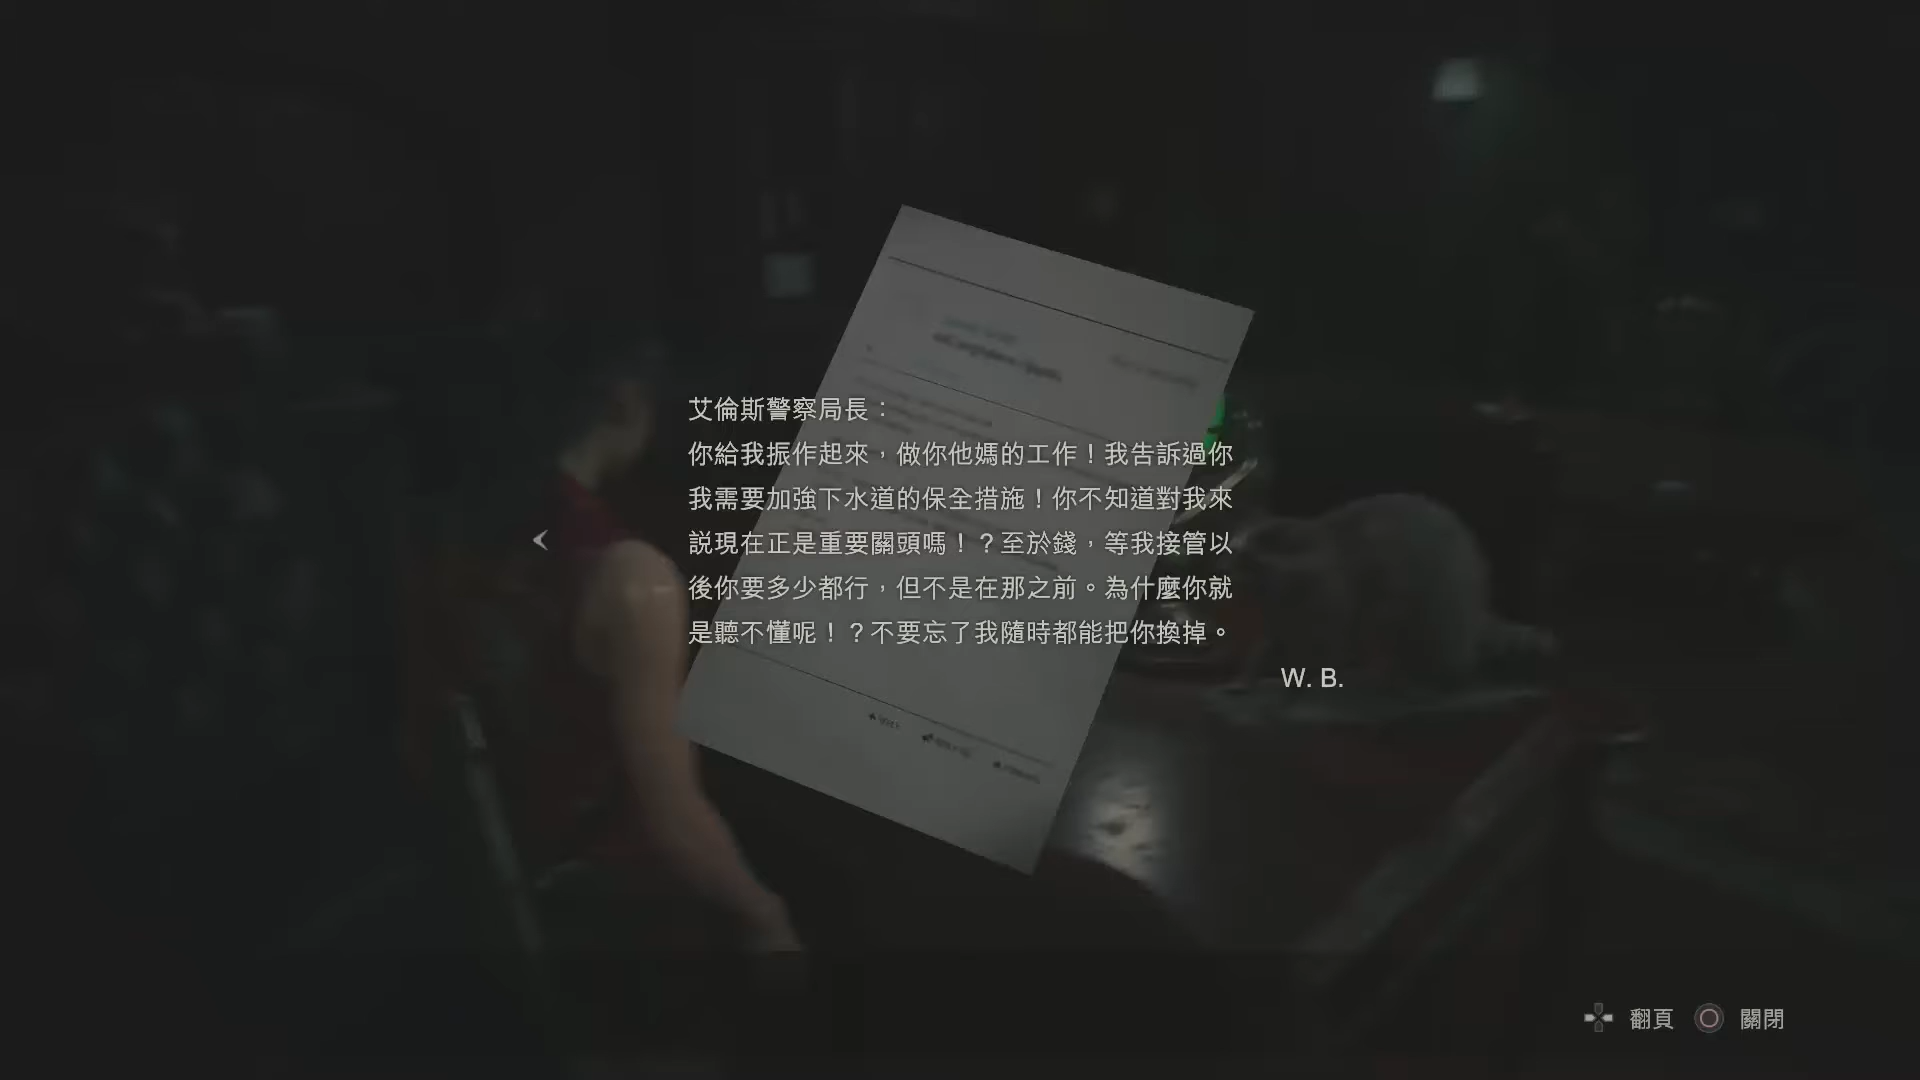 艾倫斯警察局長：
你給我振作起來，做你他媽的工作！我告訴過你
我需要加強下水道的保全措施！你不知道對我來
説現在正是重要關頭嗎！？至於錢，等我接管以
後你要多少都行，但不是在那之前。為什麼你就
是聽不懂呢！？不要忘了我隨時都能把你換掉。
W. B.
翻頁 關閉